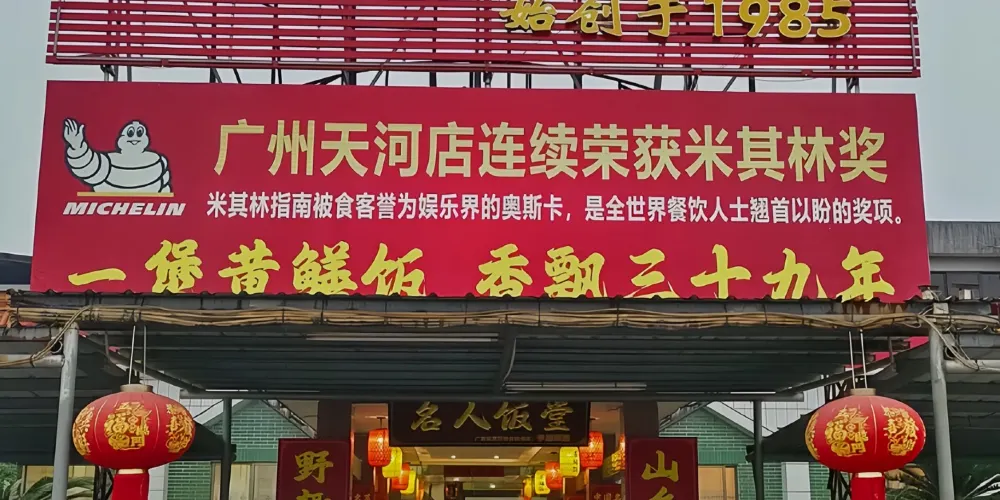 始创于1985
广州天河店连续荣获米其林奖
MICHELIN
米其林指南被食客誉为娱乐界的奥斯卡，是全世界餐饮人士翘首以盼的奖项。
一煲黄鳝饭 香飘三十九年
名人饭堂
野
山